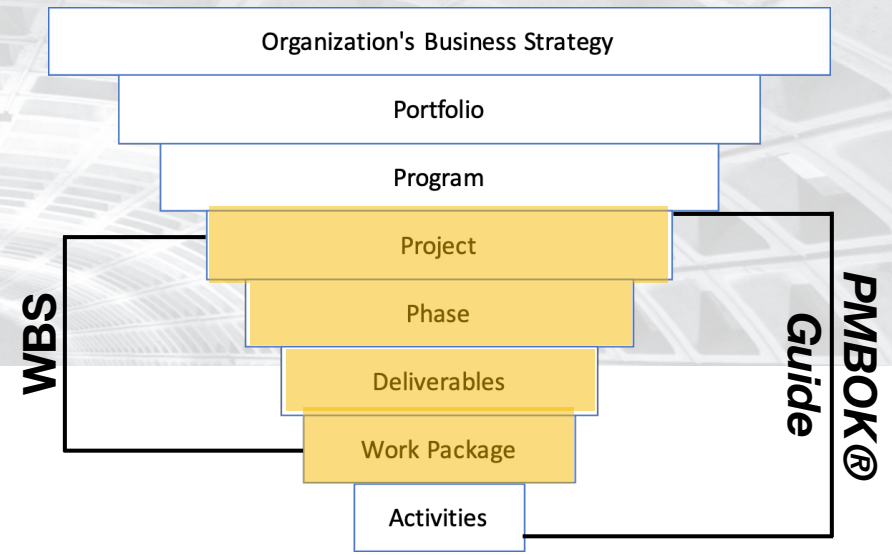 Organization's Business Strategy
Portfolio
Program
Project
Phase
Deliverables
Work Package
Activities
WBS
PMBOK®
Guide